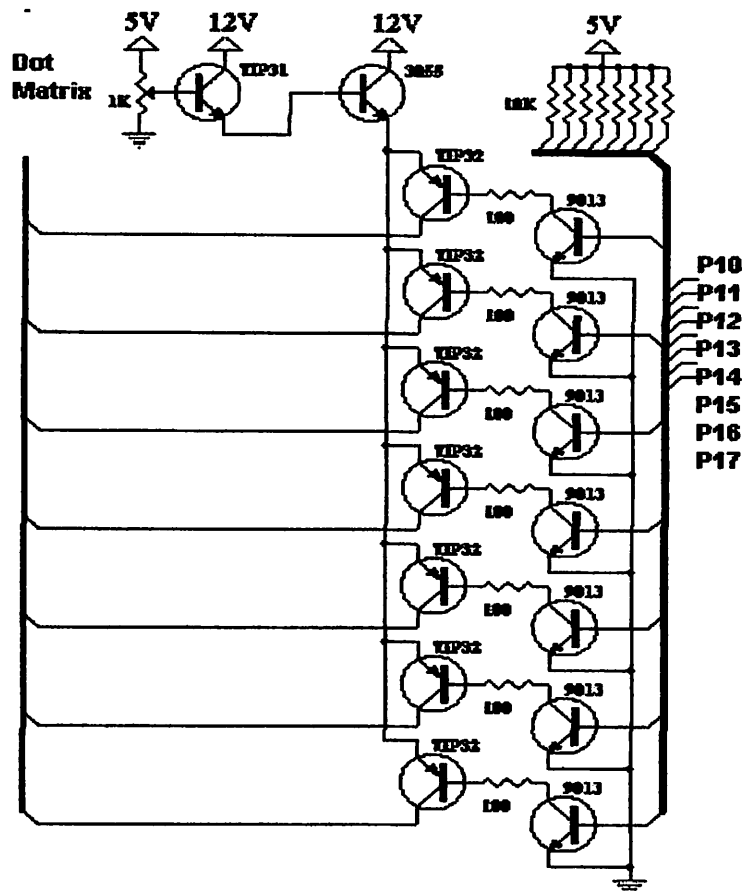 5V 12V 12V 5V
Dot
Matrix
TIP31
3055
1K
10K
TIP32
100
9013
TIP32
100
9013
TIP32
100
9013
TIP32
100
9013
TIP32
100
9013
TIP32
100
9013
TIP32
100
9013
P10
P11
P12
P13
P14
P15
P16
P17